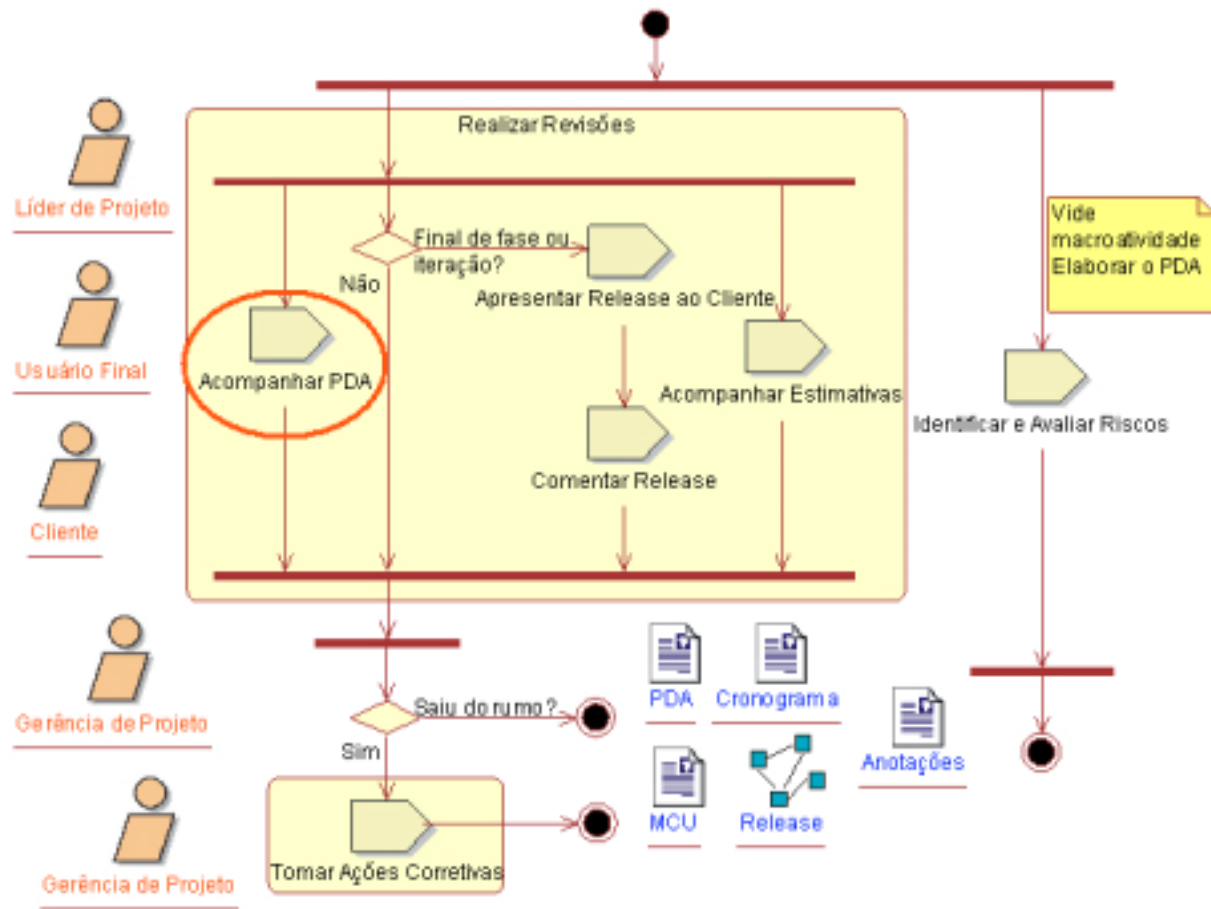 Realizar Revisões
Líder de Projeto
Final de fase ou
iteração?
Não
Vide
macroatividade
Elaborar o PDA
Apresentar Release ao Cliente
Usuário Final
Acompanhar PDA
Acompanhar Estimativas
Identificar e Avaliar Riscos
Comentar Release
Cliente
Gerência de Projeto
Saiu do rumo?
Sim
PDA
Cronograma
Anotações
MCU
Release
Tomar Ações Corretivas
Gerência de Projeto